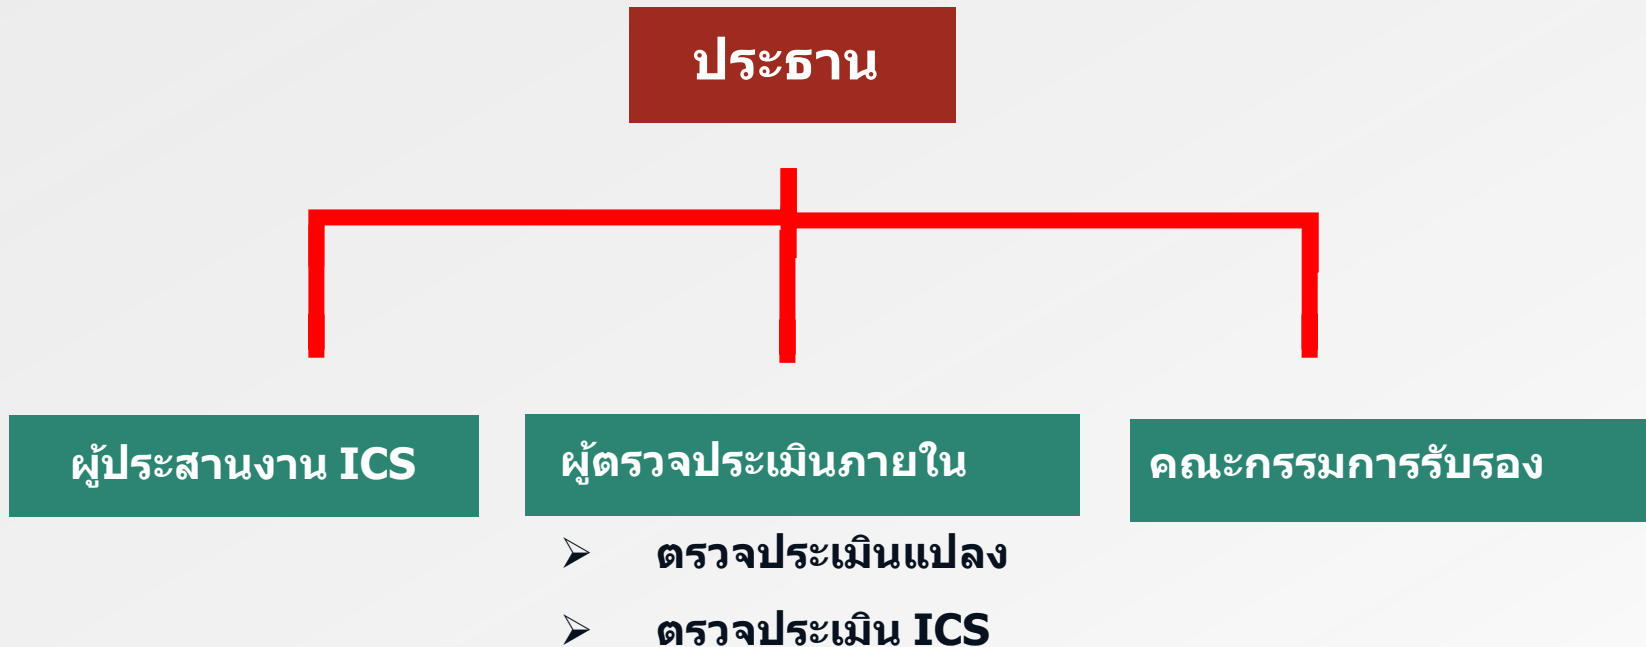 ประธาน
ผู้ประสานงาน ICS
ผู้ตรวจประเมินภายใน
คณะกรรมการรับรอง
➢ ตรวจประเมินแปลง
➢ ตรวจประเมิน ICS